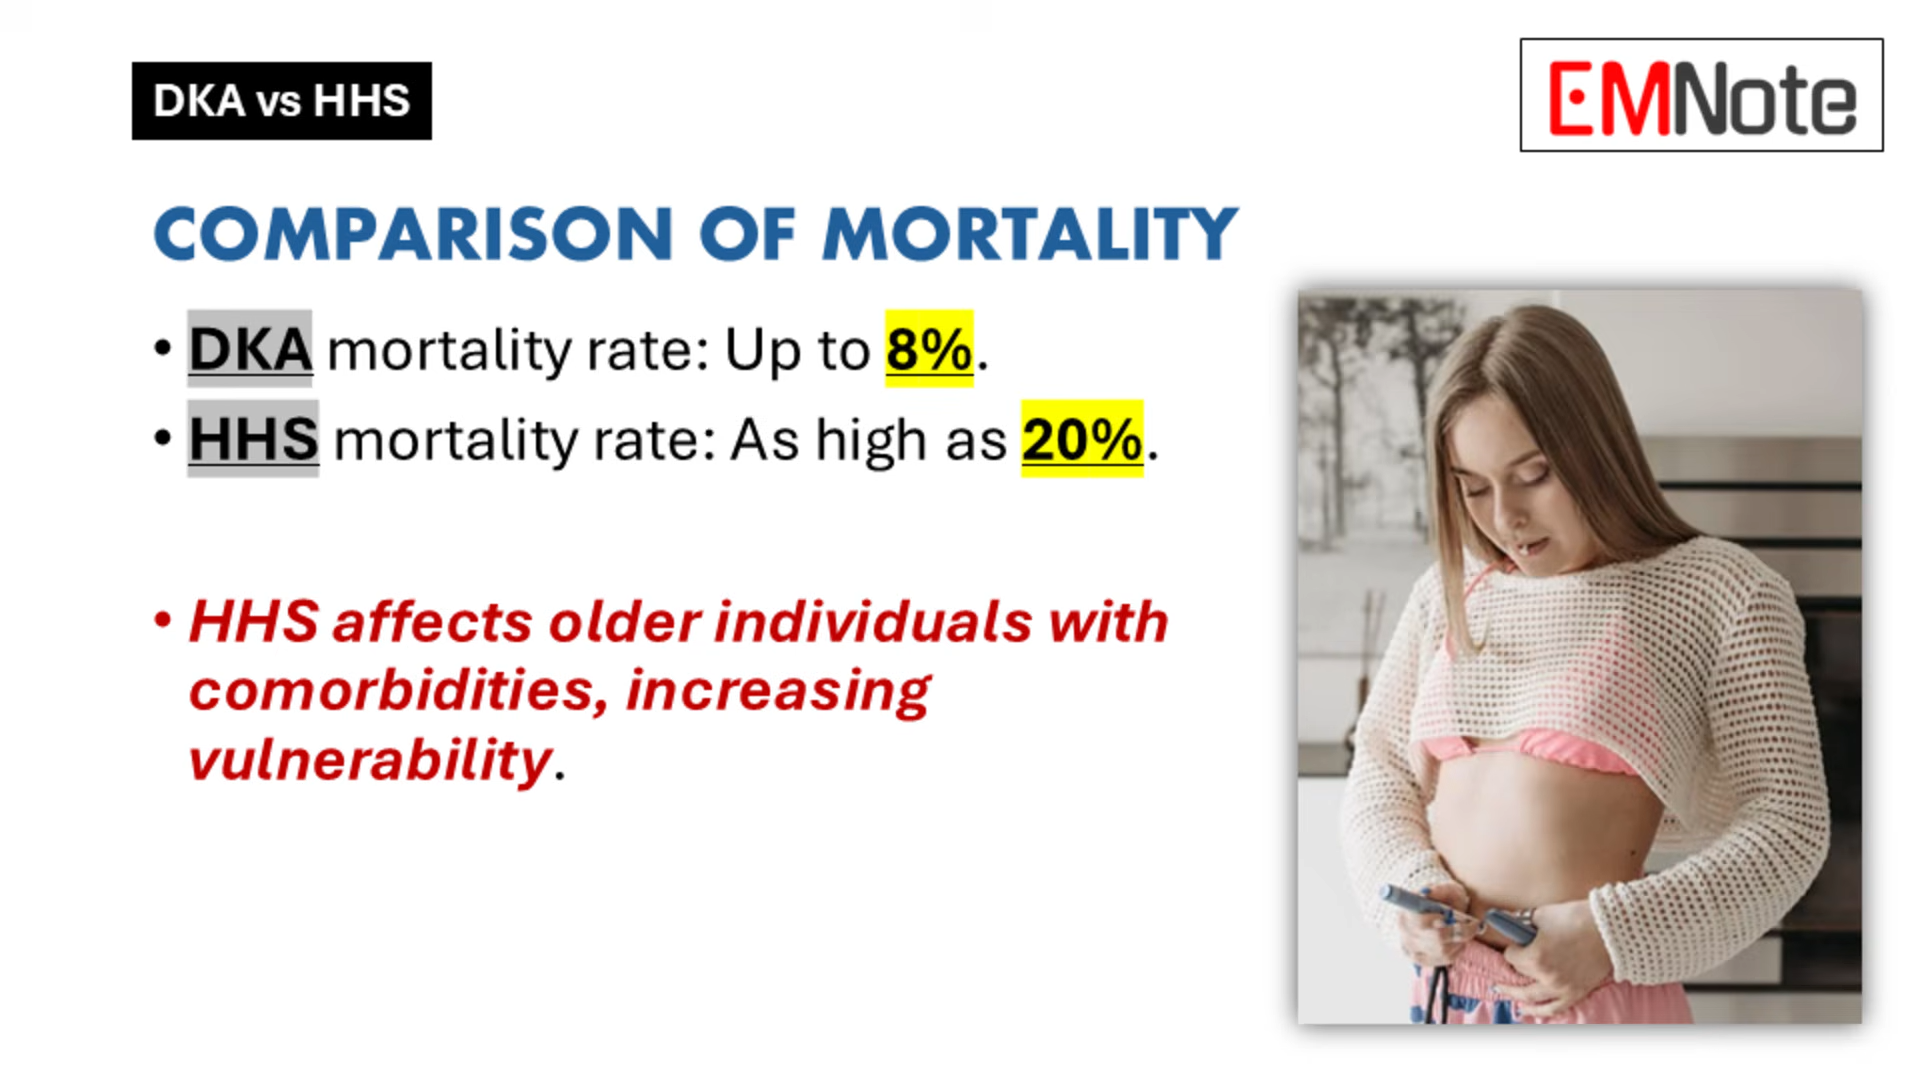 DKA vs HHS
EMNote
COMPARISON OF MORTALITY
• DKA mortality rate: Up to 8%.
• HHS mortality rate: As high as 20%.
• HHS affects older individuals with
comorbidities, increasing
vulnerability.